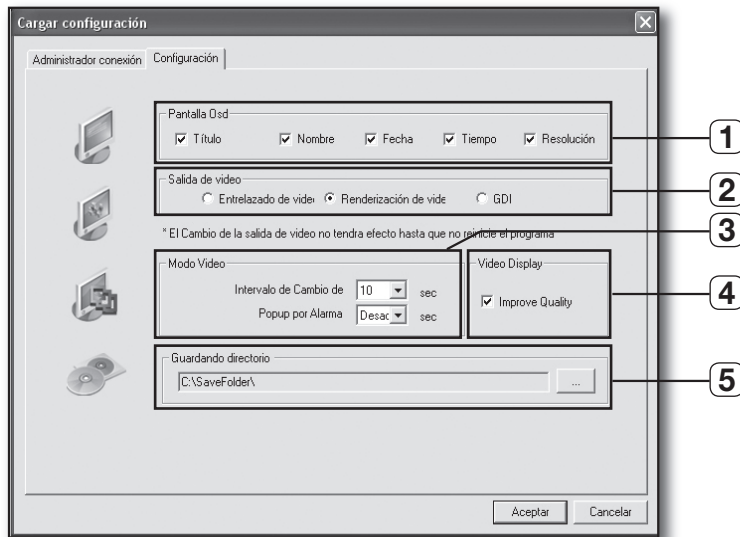 Cargar configuración
Administrador conexión Configuración
Pantalla Osd
Título Nombre Fecha Tiempo Resolución
1
Salida de video
Entrelazado de video Renderización de vide GDI
2
* El Cambio de la salida de video no tendra efecto hasta que no reinicie el programa
3
Modo Video
Intervalo de Cambio de 10 sec
Popup por Alarma Desac sec
Video Display
Improve Quality
4
Guardando directorio
C:\SaveFolder\ ...
5
Aceptar Cancelar